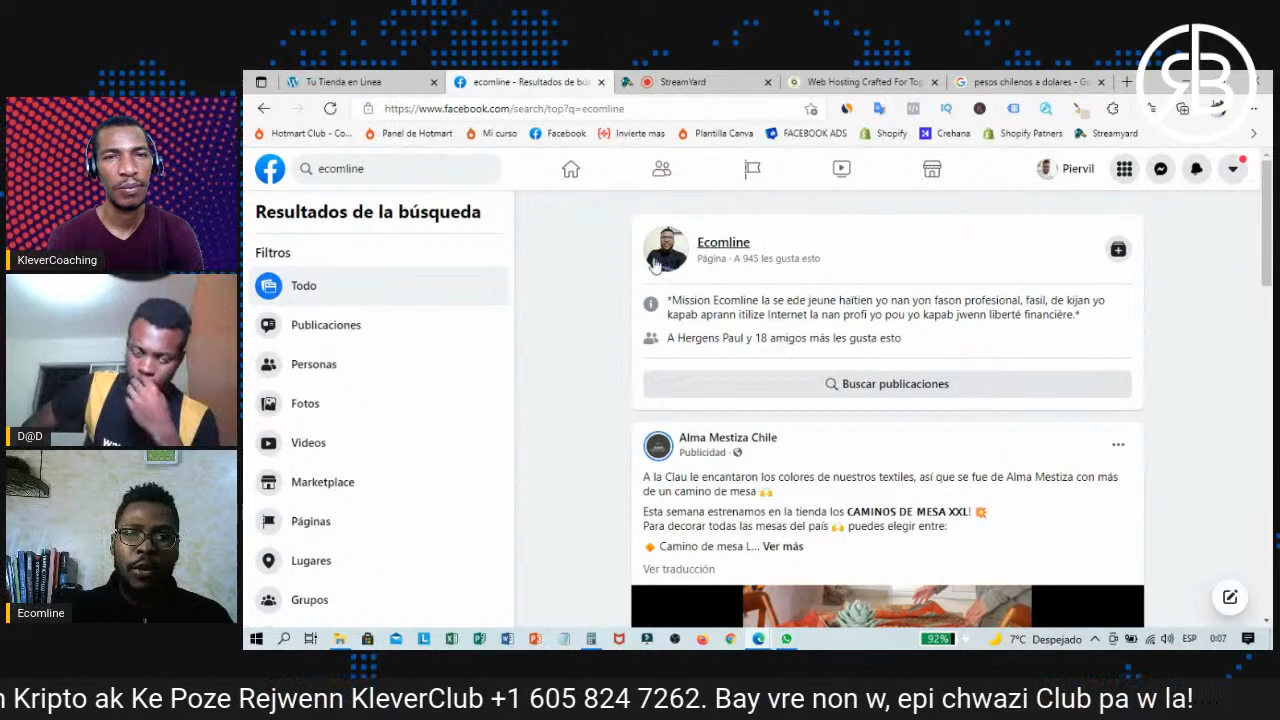 KleverCoaching
D@D
Ecomline
Tu Tienda en Linea
ecomline - Resultados de bús
StreamYard
Web Hosting Crafted For Top
pesos chilenos a dolares - Go
https://www.facebook.com/search/top?q=ecomline
Hotmart Club - Co...
Panel de Hotmart
Mi curso
Facebook
Invierte mas
Plantilla Canva
FACEBOOK ADS
Shopify
Crehana
Shopify Patners
Streamyard
ecomline
Piervil
Resultados de la búsqueda
Filtros
Todo
Publicaciones
Personas
Fotos
Videos
Marketplace
Páginas
Lugares
Grupos
Ecomline
Página · A 945 les gusta esto
*Mission Ecomline la se ede jeune haïtien yo nan yon fason profesional, fasil, de kijan yo
kapab aprann itilize Internet la nan profi yo pou yo kapab jwenn liberté financière.*
A Hergens Paul y 18 amigos más les gusta esto
Buscar publicaciones
Alma Mestiza Chile
Publicidad ·
A la Clau le encantaron los colores de nuestros textiles, así que se fue de Alma Mestiza con más
de un camino de mesa 🙌
Esta semana estrenamos en la tienda los CAMINOS DE MESA XXL! 💥
Para decorar todas las mesas del país 🙌 puedes elegir entre:
🔸 Camino de mesa L... Ver más
Ver traducción
92%
7°C Despejado
ESP
0:07
n Kripto ak Ke Poze Rejwenn KleverClub +1 605 824 7262. Bay vre non w, epi chwazi Club pa w la!